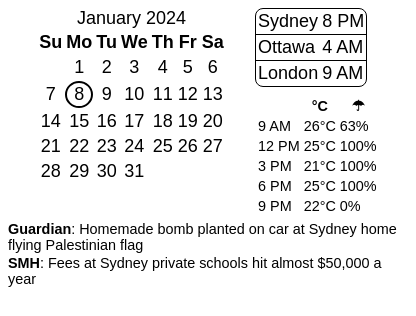 January 2024
Su Mo Tu We Th Fr Sa
1 2 3 4 5 6
7 8 9 10 11 12 13
14 15 16 17 18 19 20
21 22 23 24 25 26 27
28 29 30 31
Sydney 8 PM
Ottawa 4 AM
London 9 AM
°C ☂
9 AM 26°C 63%
12 PM 25°C 100%
3 PM 21°C 100%
6 PM 25°C 100%
9 PM 22°C 0%
Guardian: Homemade bomb planted on car at Sydney home
flying Palestinian flag
SMH: Fees at Sydney private schools hit almost $50,000 a
year